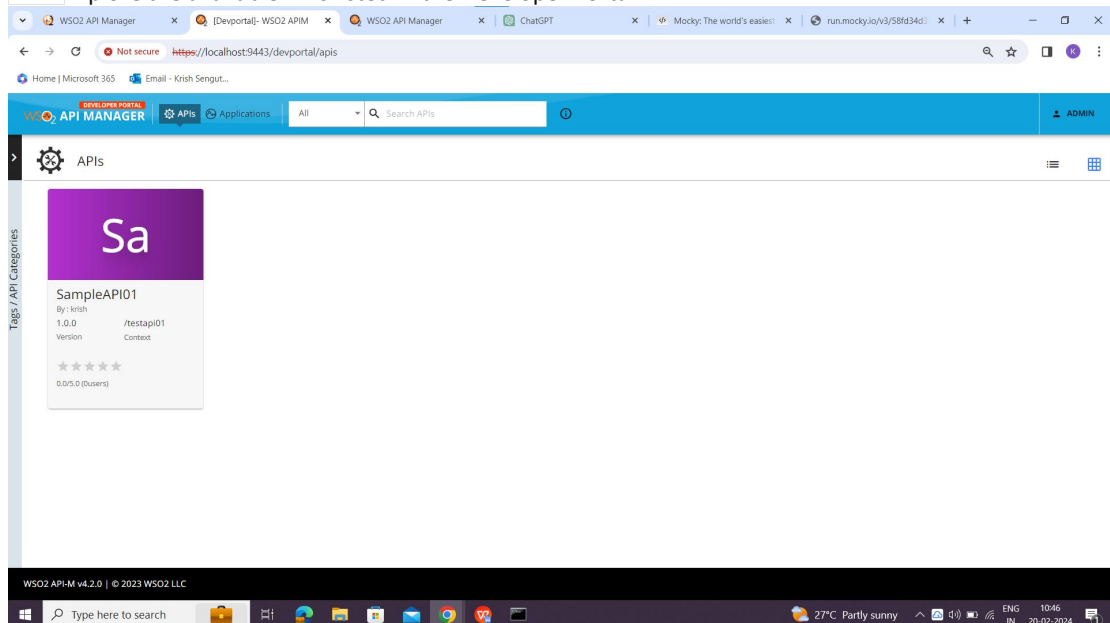 WSO2 API Manager
[Devportal]- WSO2 APIM
WSO2 API Manager
ChatGPT
Mocky: The world's easiest
run.mocky.io/v3/58fd34d3
Not secure https://localhost:9443/devportal/apis
K
Home | Microsoft 365
Email - Krish Sengut...
DEVELOPER PORTAL
WSO2 API MANAGER
APIs
Applications
All
Search APIs
ADMIN
APIs
Tags / API Categories
Sa
SampleAPI01
By : krish
1.0.0 /testapi01
Version Context
0.0/5.0 (0users)
WSO2 API-M v4.2.0 | © 2023 WSO2 LLC
Type here to search
27°C Partly sunny
ENG
IN
10:46
20-02-2024